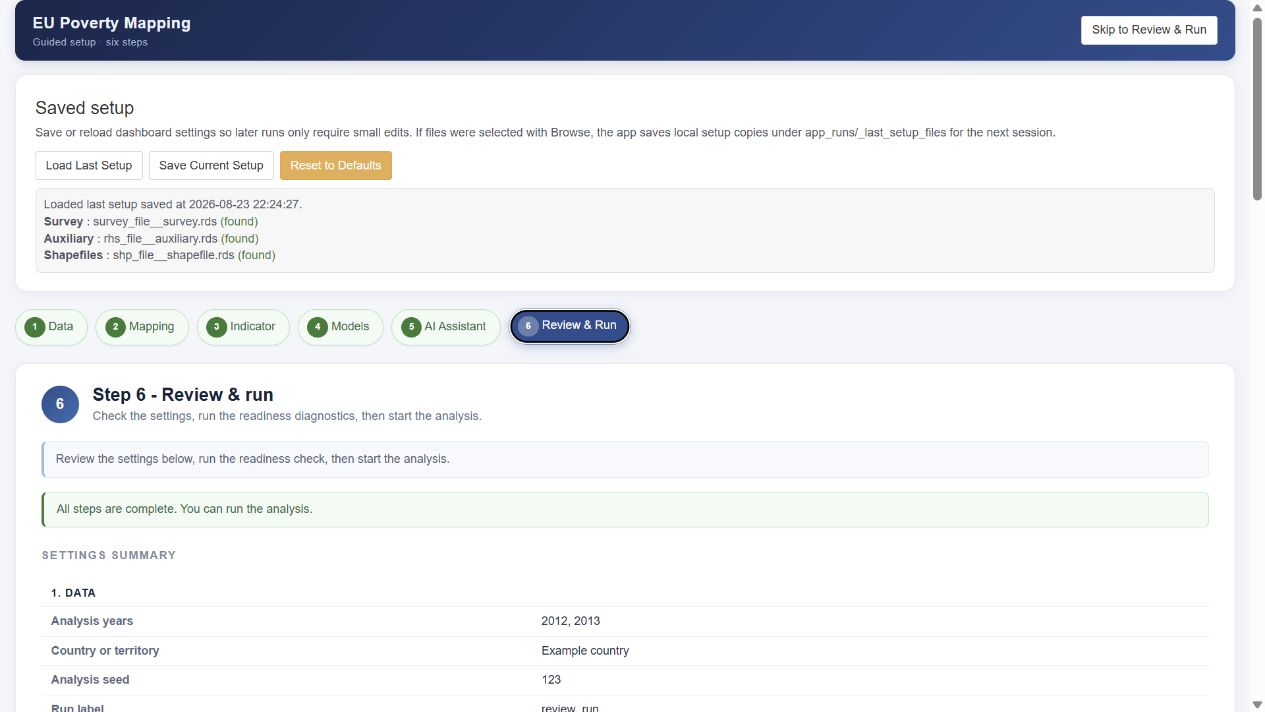 EU Poverty Mapping
Guided setup · six steps
Skip to Review & Run
Saved setup
Save or reload dashboard settings so later runs only require small edits. If files were selected with Browse, the app saves local setup copies under app_runs/_last_setup_files for the next session.
Load Last Setup
Save Current Setup
Reset to Defaults
Loaded last setup saved at 2026-08-23 22:24:27.
Survey : survey_file__survey.rds (found)
Auxiliary : rhs_file__auxiliary.rds (found)
Shapefiles : shp_file__shapefile.rds (found)
1 Data
2 Mapping
3 Indicator
4 Models
5 AI Assistant
6 Review & Run
6
Step 6 - Review & run
Check the settings, run the readiness diagnostics, then start the analysis.
Review the settings below, run the readiness check, then start the analysis.
All steps are complete. You can run the analysis.
SETTINGS SUMMARY
1. DATA
Analysis years 2012, 2013
Country or territory Example country
Analysis seed 123
Run label review_run